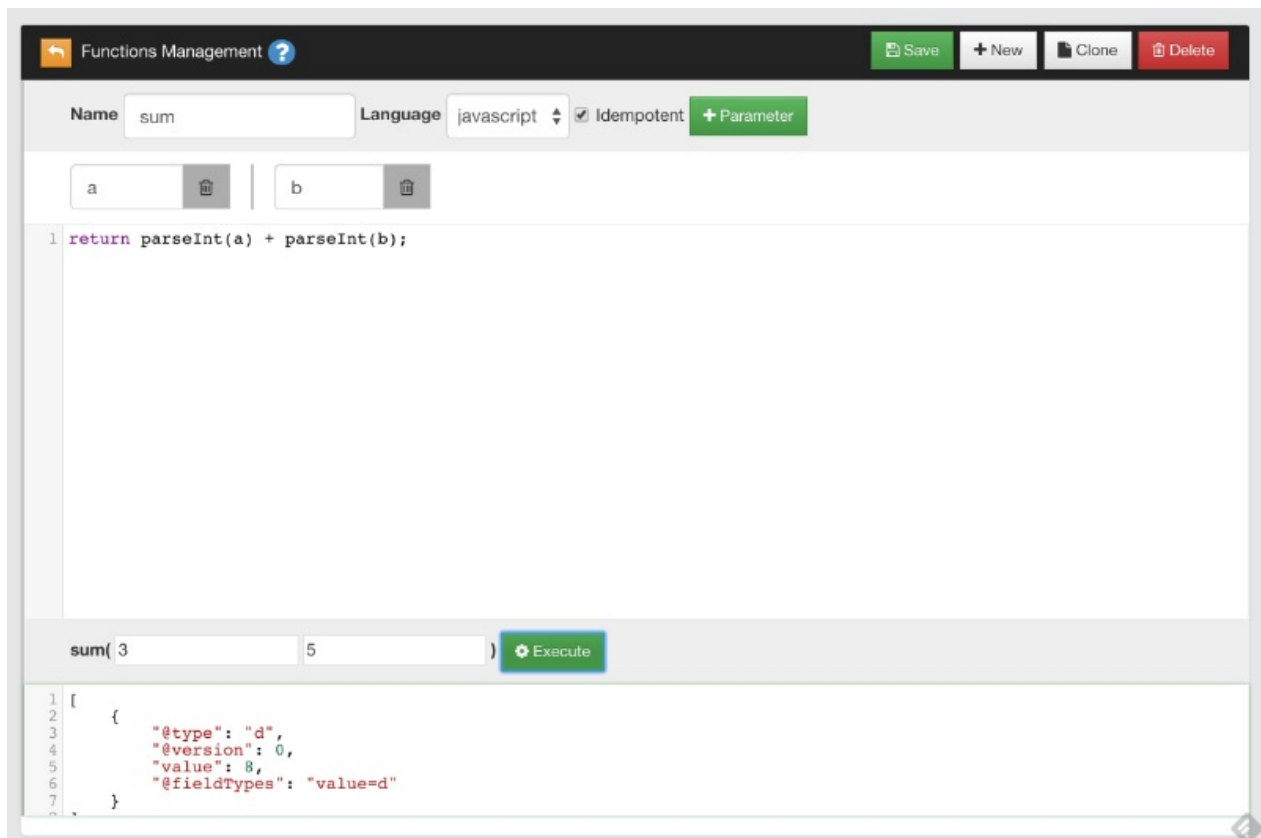 Functions Management ?
Save + New Clone Delete
Name sum Language javascript Idempotent + Parameter
a b
1 return parseInt(a) + parseInt(b);
sum( 3 5 ) Execute
1 [
2 {
3 "@type": "d",
4 "@version": 0,
5 "value": 8,
6 "@fieldTypes": "value=d"
7 }